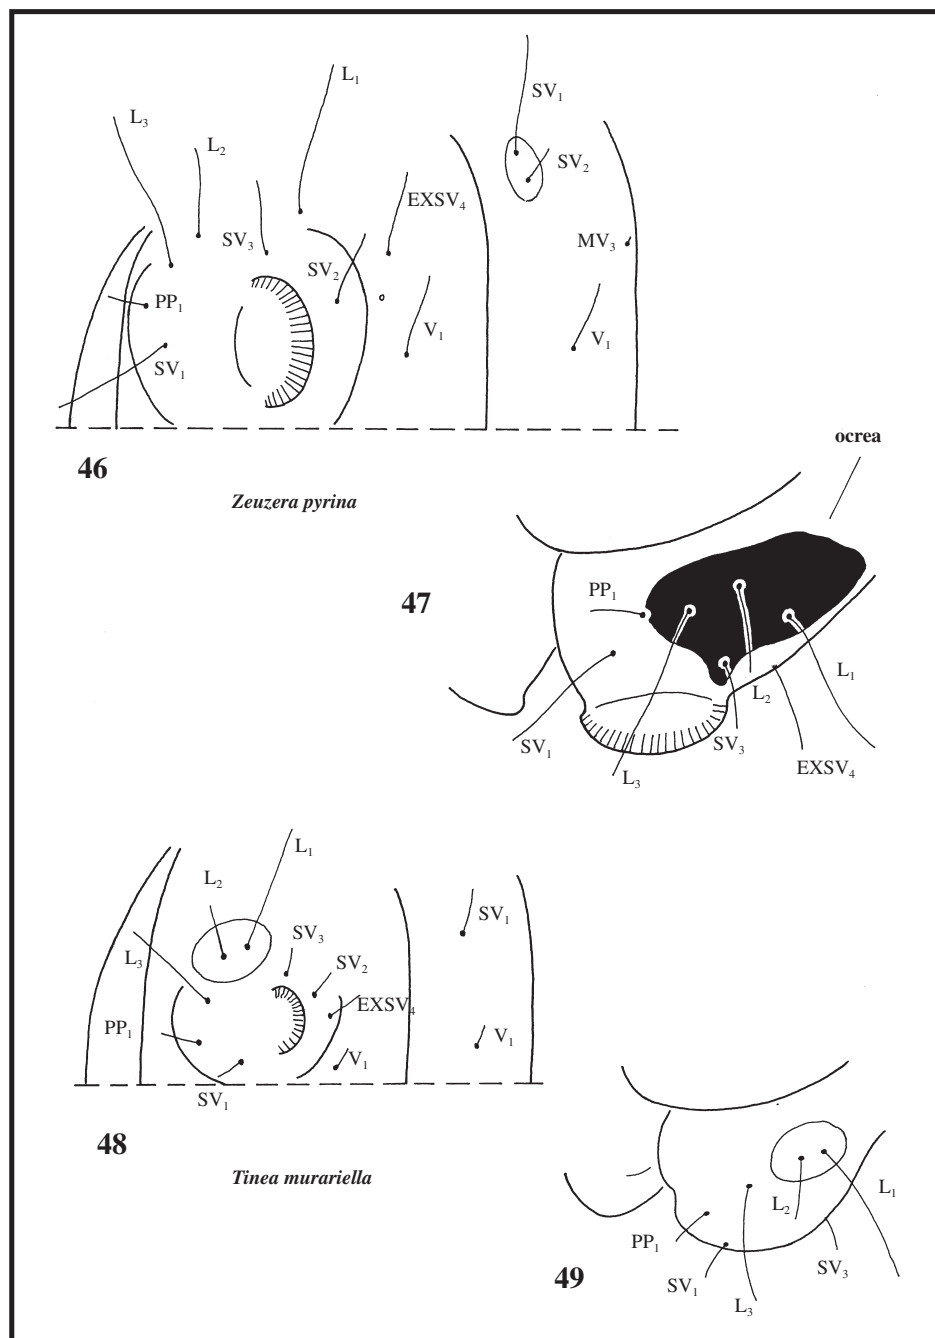 L₁
SV₁
L₃
L₂
SV₂
EXSV₄
SV₃
MV₃
SV₂
PP₁
V₁
V₁
SV₁
46
Zeuzera pyrina
ocrea
47
PP₁
L₁
L₂
SV₁
SV₃
EXSV₄
L₃
L₁
L₂
SV₁
SV₃
L₃
SV₂
EXSV₄
PP₁
V₁
V₁
SV₁
48
Tinea murariella
L₁
L₂
PP₁
SV₃
SV₁
L₃
49